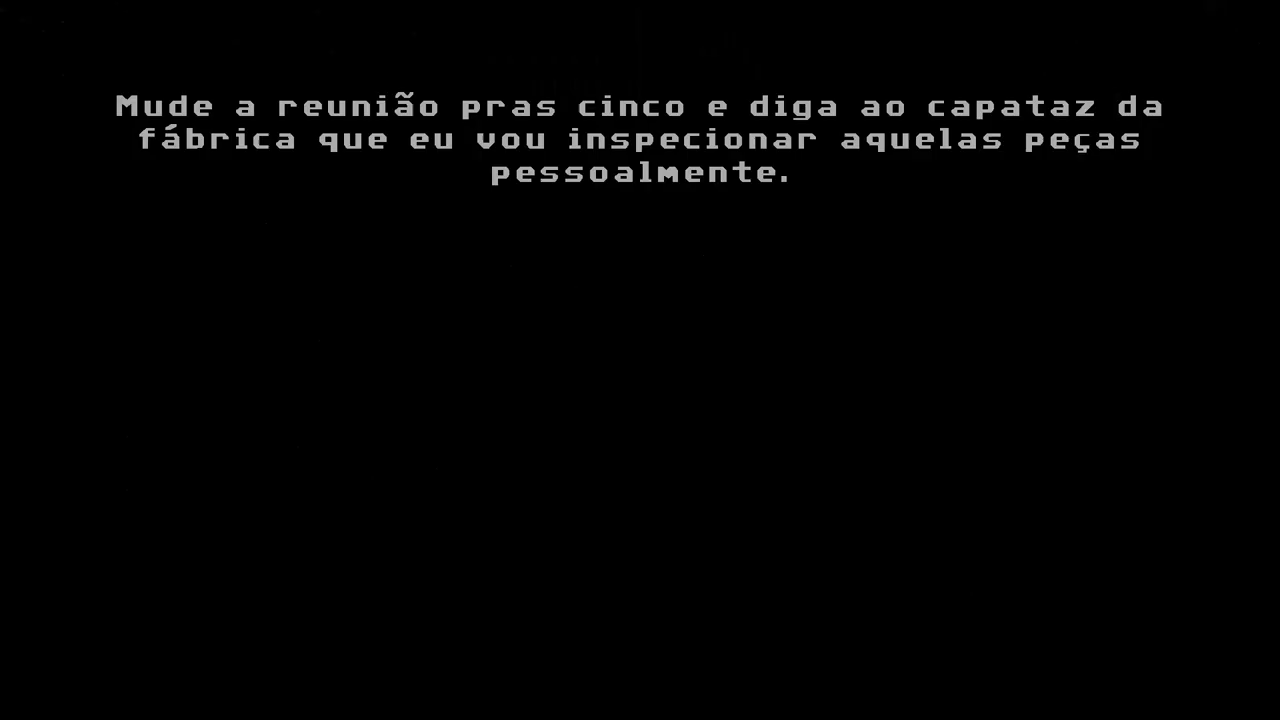 Mude a reunião pras cinco e diga ao capataz da
fábrica que eu vou inspecionar aquelas peças
pessoalmente.